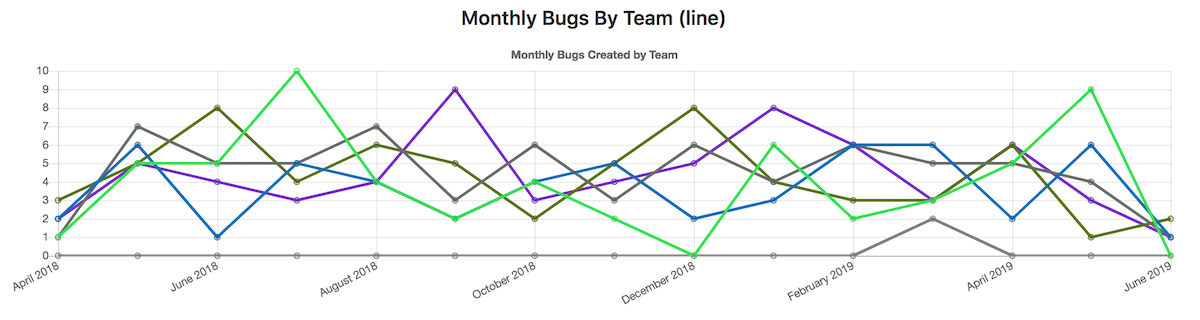 Monthly Bugs By Team (line)
Monthly Bugs Created by Team
10
9
8
7
6
5
4
3
2
1
0
April 2018
June 2018
August 2018
October 2018
December 2018
February 2019
April 2019
June 2019